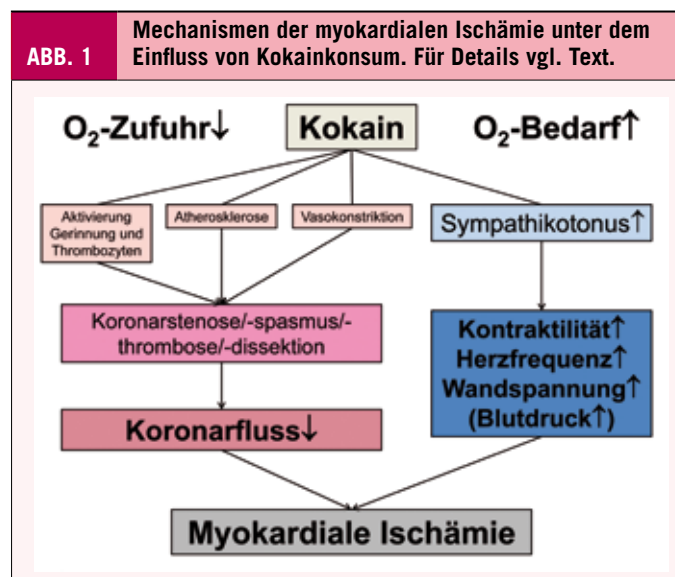 ABB. 1
Mechanismen der myokardialen Ischämie unter dem
Einfluss von Kokainkonsum. Für Details vgl. Text.
O₂-Zufuhr↓
Kokain
O₂-Bedarf↑
Aktivierung
Gerinnung und
Thrombozyten
Atherosklerose
Vasokonstriktion
Sympathikotonus↑
Koronarstenose/-spasmus/-
thrombose/-dissektion
Kontraktilität↑
Herzfrequenz↑
Wandspannung↑
(Blutdruck↑)
Koronarfluss↓
Myokardiale Ischämie